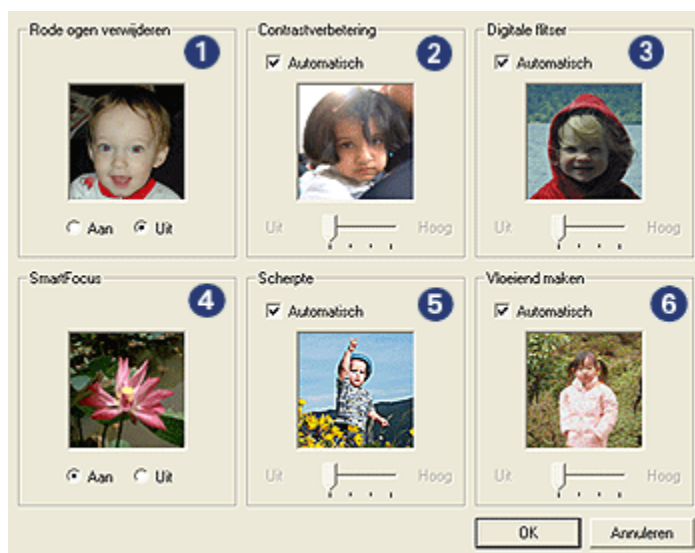 Rode ogen verwijderen
1
Aan
Uit
Contrastverbetering
2
Automatisch
Uit
Hoog
Digitale flitser
3
Automatisch
Uit
Hoog
SmartFocus
4
Aan
Uit
Scherpte
5
Automatisch
Uit
Hoog
Vloeiend maken
6
Automatisch
Uit
Hoog
OK
Annuleren